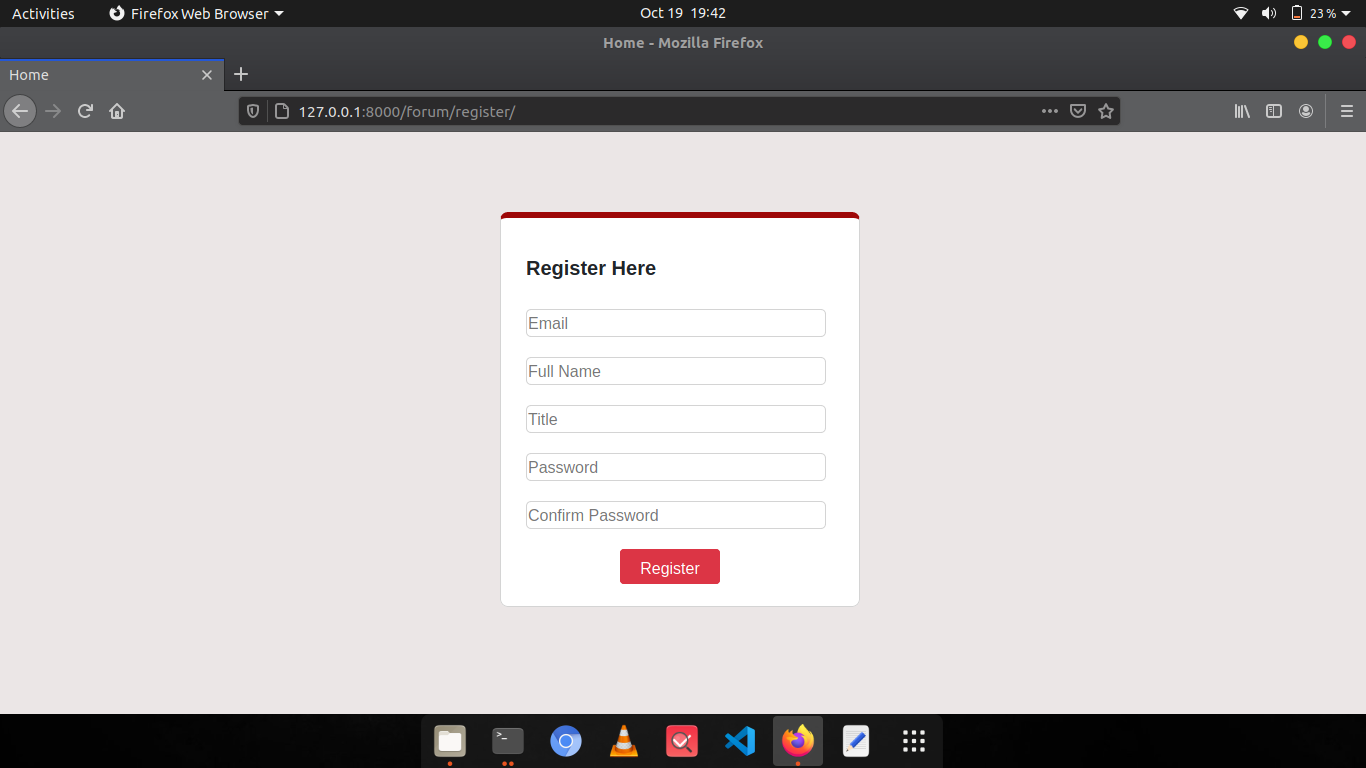 Activities Firefox Web Browser Oct 19 19:42 23 %
Home - Mozilla Firefox
Home
127.0.0.1:8000/forum/register/
Register Here
Email
Full Name
Title
Password
Confirm Password
Register
>_